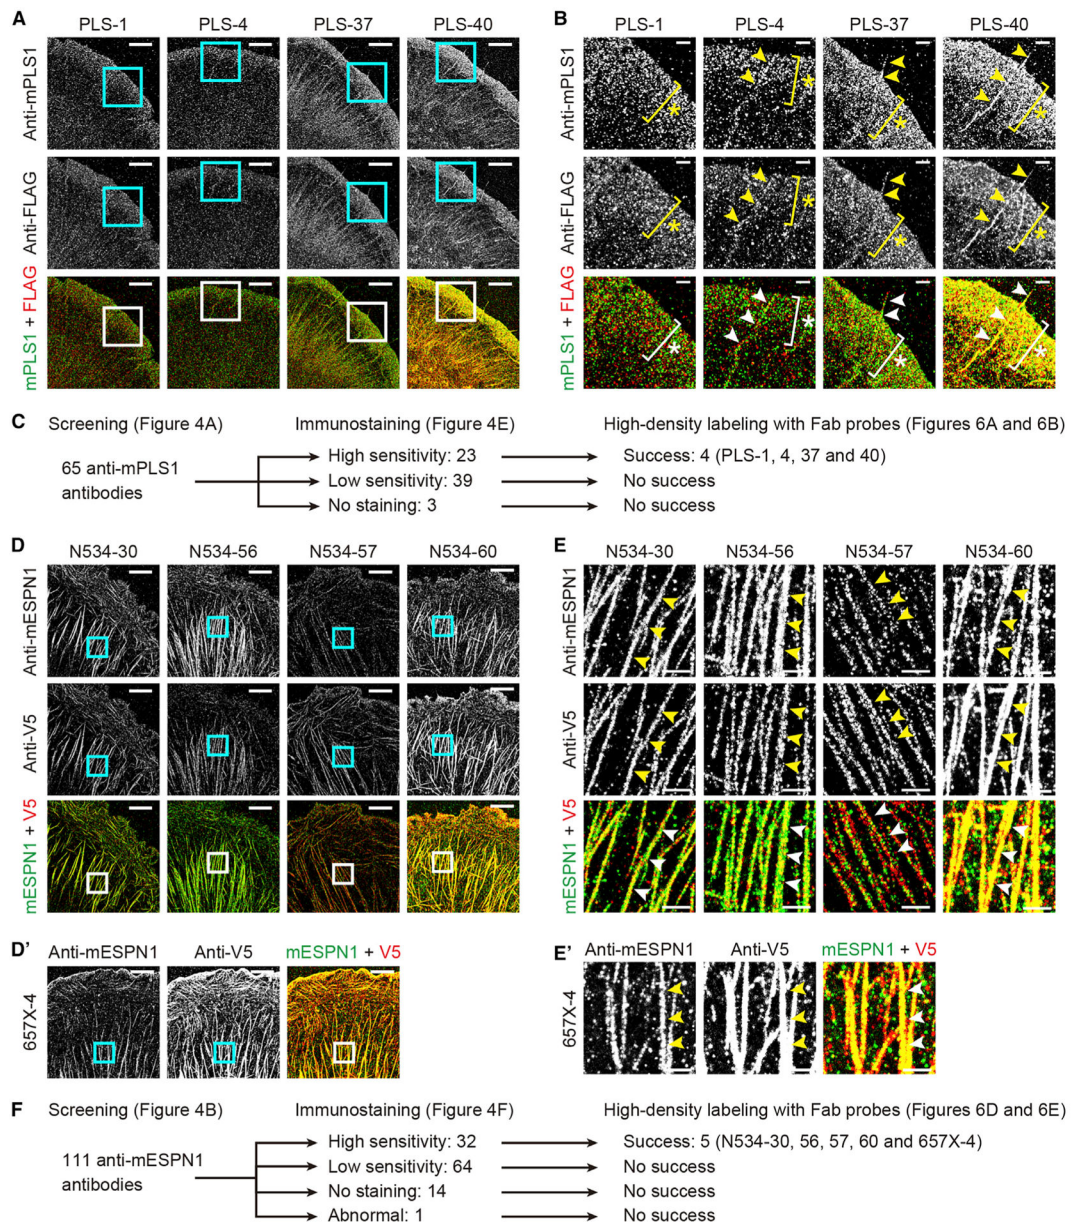 A
PLS-1 PLS-4 PLS-37 PLS-40
Anti-mPLS1
Anti-FLAG
mPLS1 + FLAG
B
PLS-1 PLS-4 PLS-37 PLS-40
Anti-mPLS1
* * * *
Anti-FLAG
* * * *
mPLS1 + FLAG
* * * *
C
Screening (Figure 4A) Immunostaining (Figure 4E) High-density labeling with Fab probes (Figures 6A and 6B)
65 anti-mPLS1
antibodies
High sensitivity: 23 Success: 4 (PLS-1, 4, 37 and 40)
Low sensitivity: 39 No success
No staining: 3 No success
D
N534-30 N534-56 N534-57 N534-60
Anti-mESPN1
Anti-V5
mESPN1 + V5
E
N534-30 N534-56 N534-57 N534-60
Anti-mESPN1
Anti-V5
mESPN1 + V5
D'
Anti-mESPN1 Anti-V5 mESPN1 + V5
657X-4
E'
Anti-mESPN1 Anti-V5 mESPN1 + V5
657X-4
F
Screening (Figure 4B) Immunostaining (Figure 4F) High-density labeling with Fab probes (Figures 6D and 6E)
111 anti-mESPN1
antibodies
High sensitivity: 32 Success: 5 (N534-30, 56, 57, 60 and 657X-4)
Low sensitivity: 64 No success
No staining: 14 No success
Abnormal: 1 No success